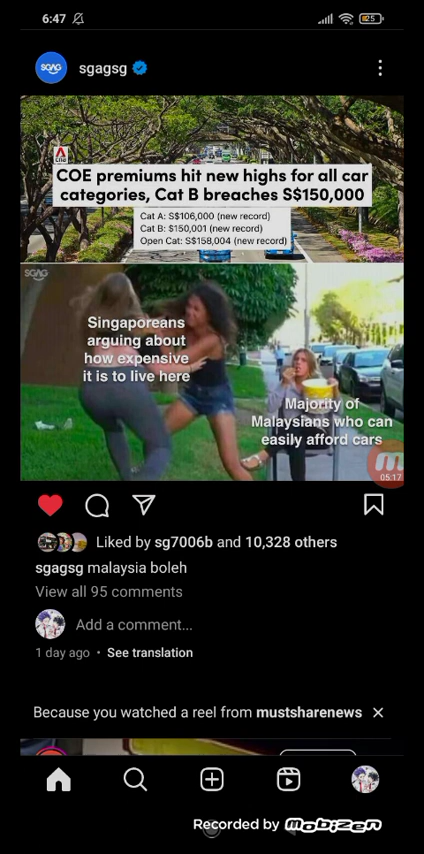 6:47
25
SGAG
sgagsg
cna
COE premiums hit new highs for all car
categories, Cat B breaches S$150,000
Cat A: S$106,000 (new record)
Cat B: $150,001 (new record)
Open Cat: S$158,004 (new record)
SGAG
Singaporeans
arguing about
how expensive
it is to live here
Majority of
Malaysians who can
easily afford cars
05:17
Liked by sg7006b and 10,328 others
sgagsg malaysia boleh
View all 95 comments
Add a comment...
1 day ago • See translation
Because you watched a reel from mustsharenews
Recorded by mobizen